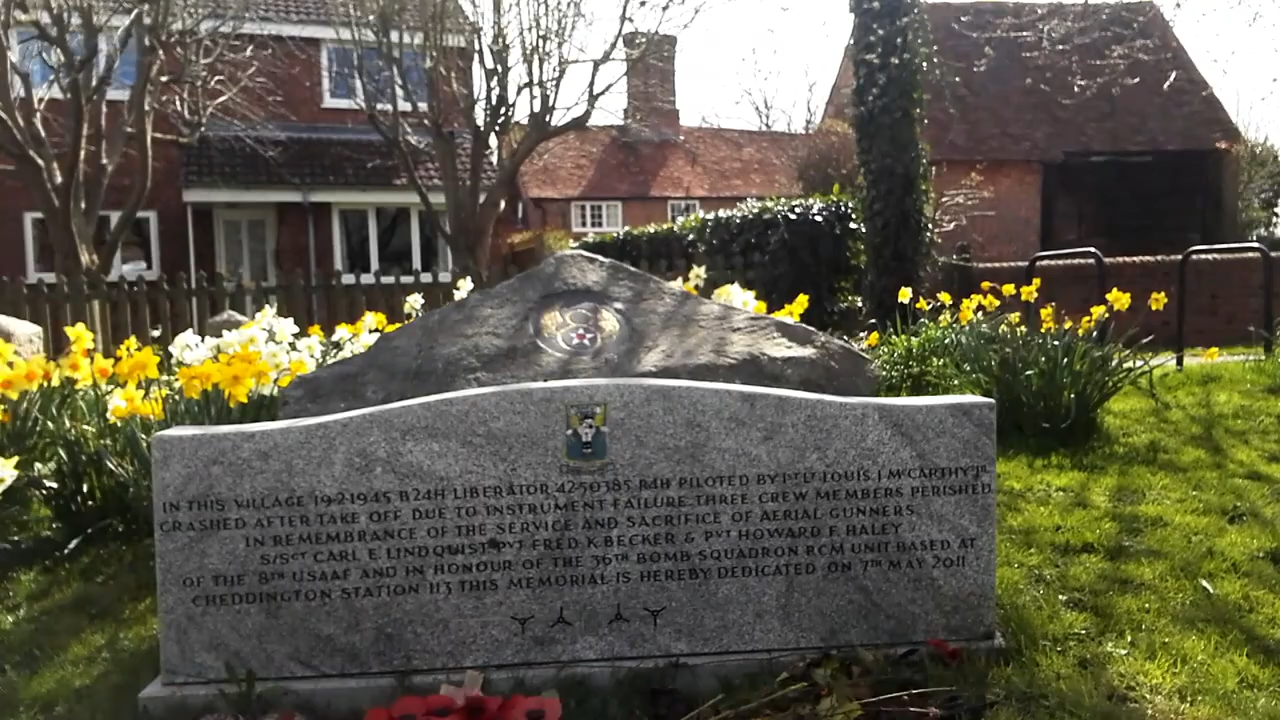 IN THIS VILLAGE 19·2·1945 B24H LIBERATOR 42·50385 R4H PILOTED BY 1ST LT LOUIS J MCCARTHY JR
CRASHED AFTER TAKE OFF DUE TO INSTRUMENT FAILURE. THREE CREW MEMBERS PERISHED
IN REMEMBRANCE OF THE SERVICE AND SACRIFICE OF AERIAL GUNNERS
S/SGT CARL E. LINDQUIST PVT FRED K. BECKER & PVT HOWARD F. HALEY
OF THE 8TH USAAF AND IN HONOUR OF THE 36TH BOMB SQUADRON RCM UNIT BASED AT
CHEDDINGTON STATION 113 THIS MEMORIAL IS HEREBY DEDICATED ON 7TH MAY 2011